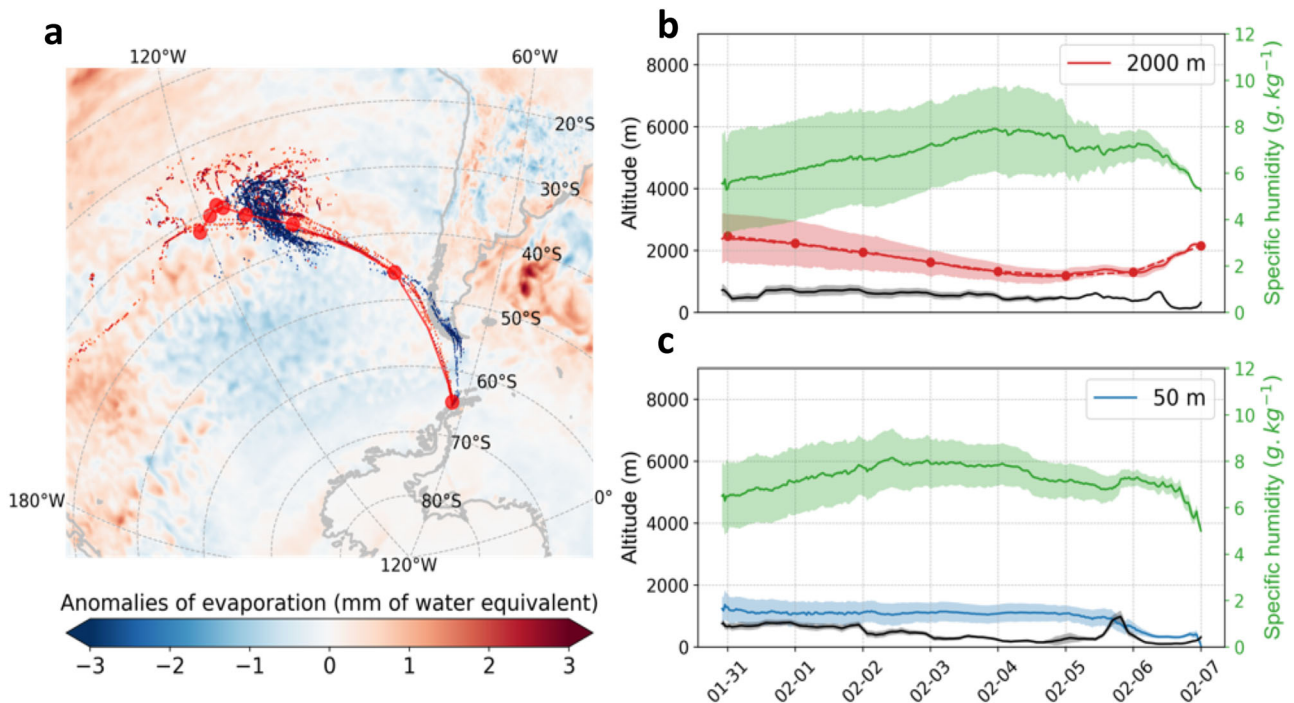 a
120°W
60°W
20°S
30°S
40°S
50°S
60°S
70°S
180°W
80°S
0°
120°W
Anomalies of evaporation (mm of water equivalent)
−3
−2
−1
0
1
2
3
b
2000 m
Altitude (m)
8000
6000
4000
2000
0
12
10
8
6
4
2
0
Specific humidity (g. kg⁻¹)
c
50 m
Altitude (m)
8000
6000
4000
2000
0
12
10
8
6
4
2
0
Specific humidity (g. kg⁻¹)
01-31
02-01
02-02
02-03
02-04
02-05
02-06
02-07